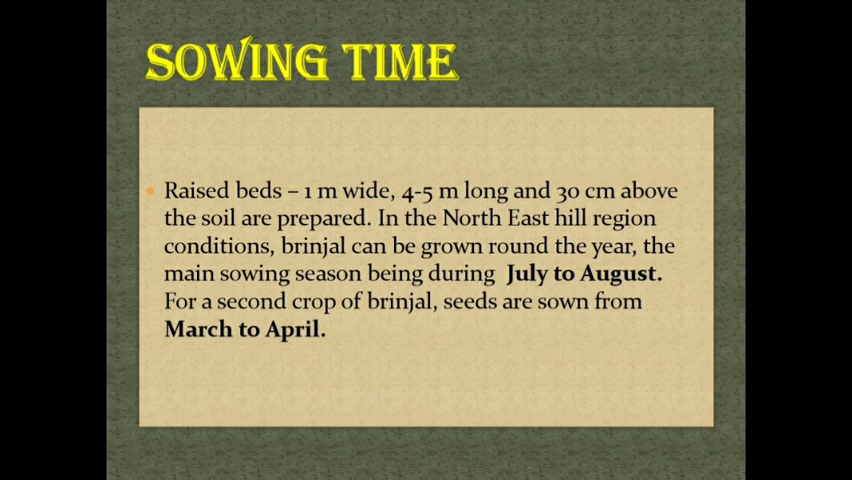 SOWING TIME
Raised beds – 1 m wide, 4-5 m long and 30 cm above
the soil are prepared. In the North East hill region
conditions, brinjal can be grown round the year, the
main sowing season being during July to August.
For a second crop of brinjal, seeds are sown from
March to April.